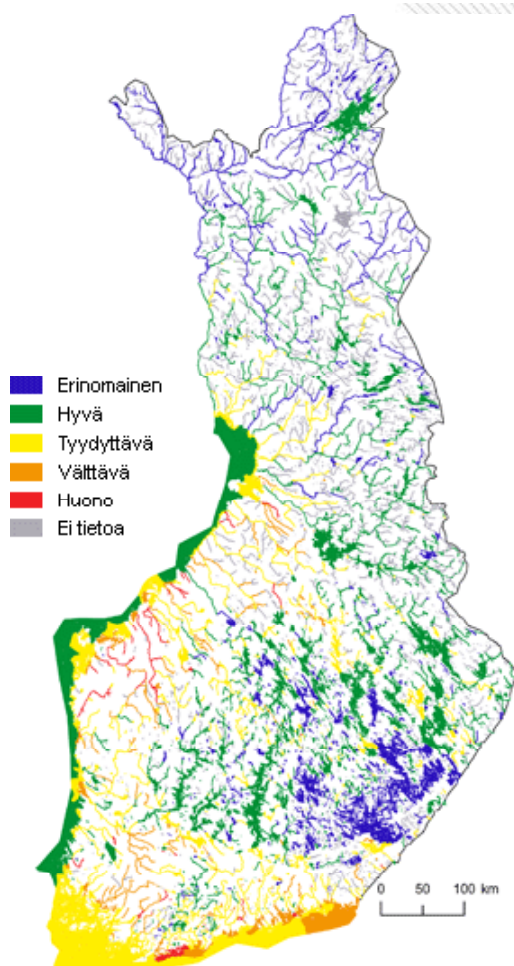 Erinomainen
Hyvä
Tyydyttävä
Välttävä
Huono
Ei tietoa
0 50 100 km